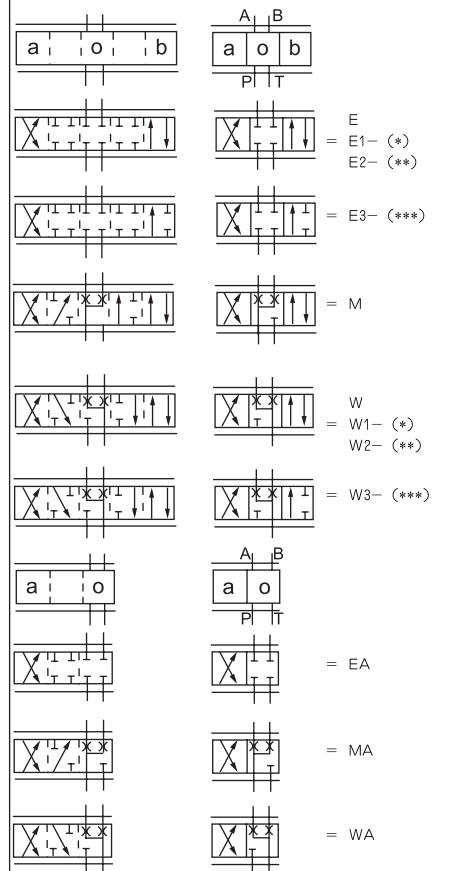 A B
a o b a o b
P T
E
= E1- (*)
E2- (**)
= E3- (***)
= M
W
= W1- (*)
W2- (**)
= W3- (***)
A B
a o a o
P T
= EA
= MA
= WA